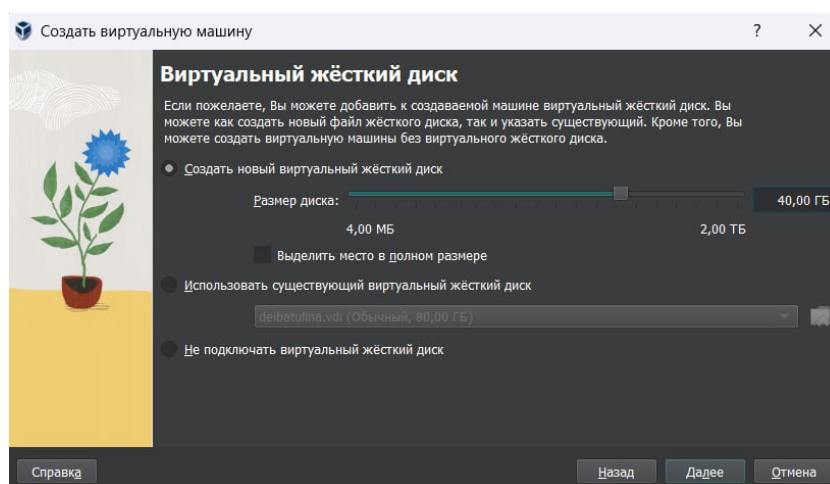 Создать виртуальную машину
?
Виртуальный жёсткий диск
Если пожелаете, Вы можете добавить к создаваемой машине виртуальный жёсткий диск. Вы
можете как создать новый файл жёсткого диска, так и указать существующий. Кроме того, Вы
можете создать виртуальную машины без виртуального жёсткого
диска.
Создать новый виртуальный жёсткий диск
Размер диска: 40,00 ГБ
4,00 МБ 2,00 ТБ
Выделить место в полном размере
Использовать существующий виртуальный жёсткий диск
deibatulina.vdi (Обычный, 80,00 ГБ)
Не подключать виртуальный жёсткий диск
Справка Назад Далее Отмена